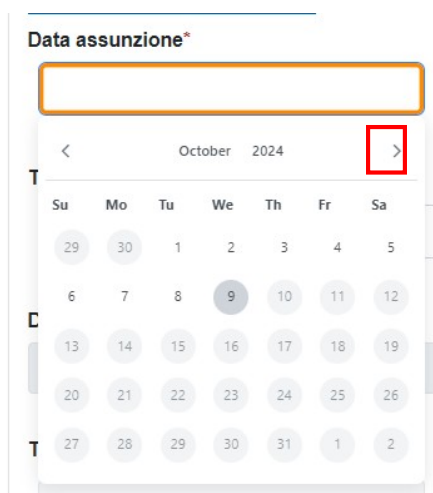 Data assunzione*
< October 2024 >
Su Mo Tu We Th Fr Sa
29 30 1 2 3 4 5
T
6 7 8 9 10 11 12
D
13 14 15 16 17 18 19
20 21 22 23 24 25 26
27 28 29 30 31 1 2
T